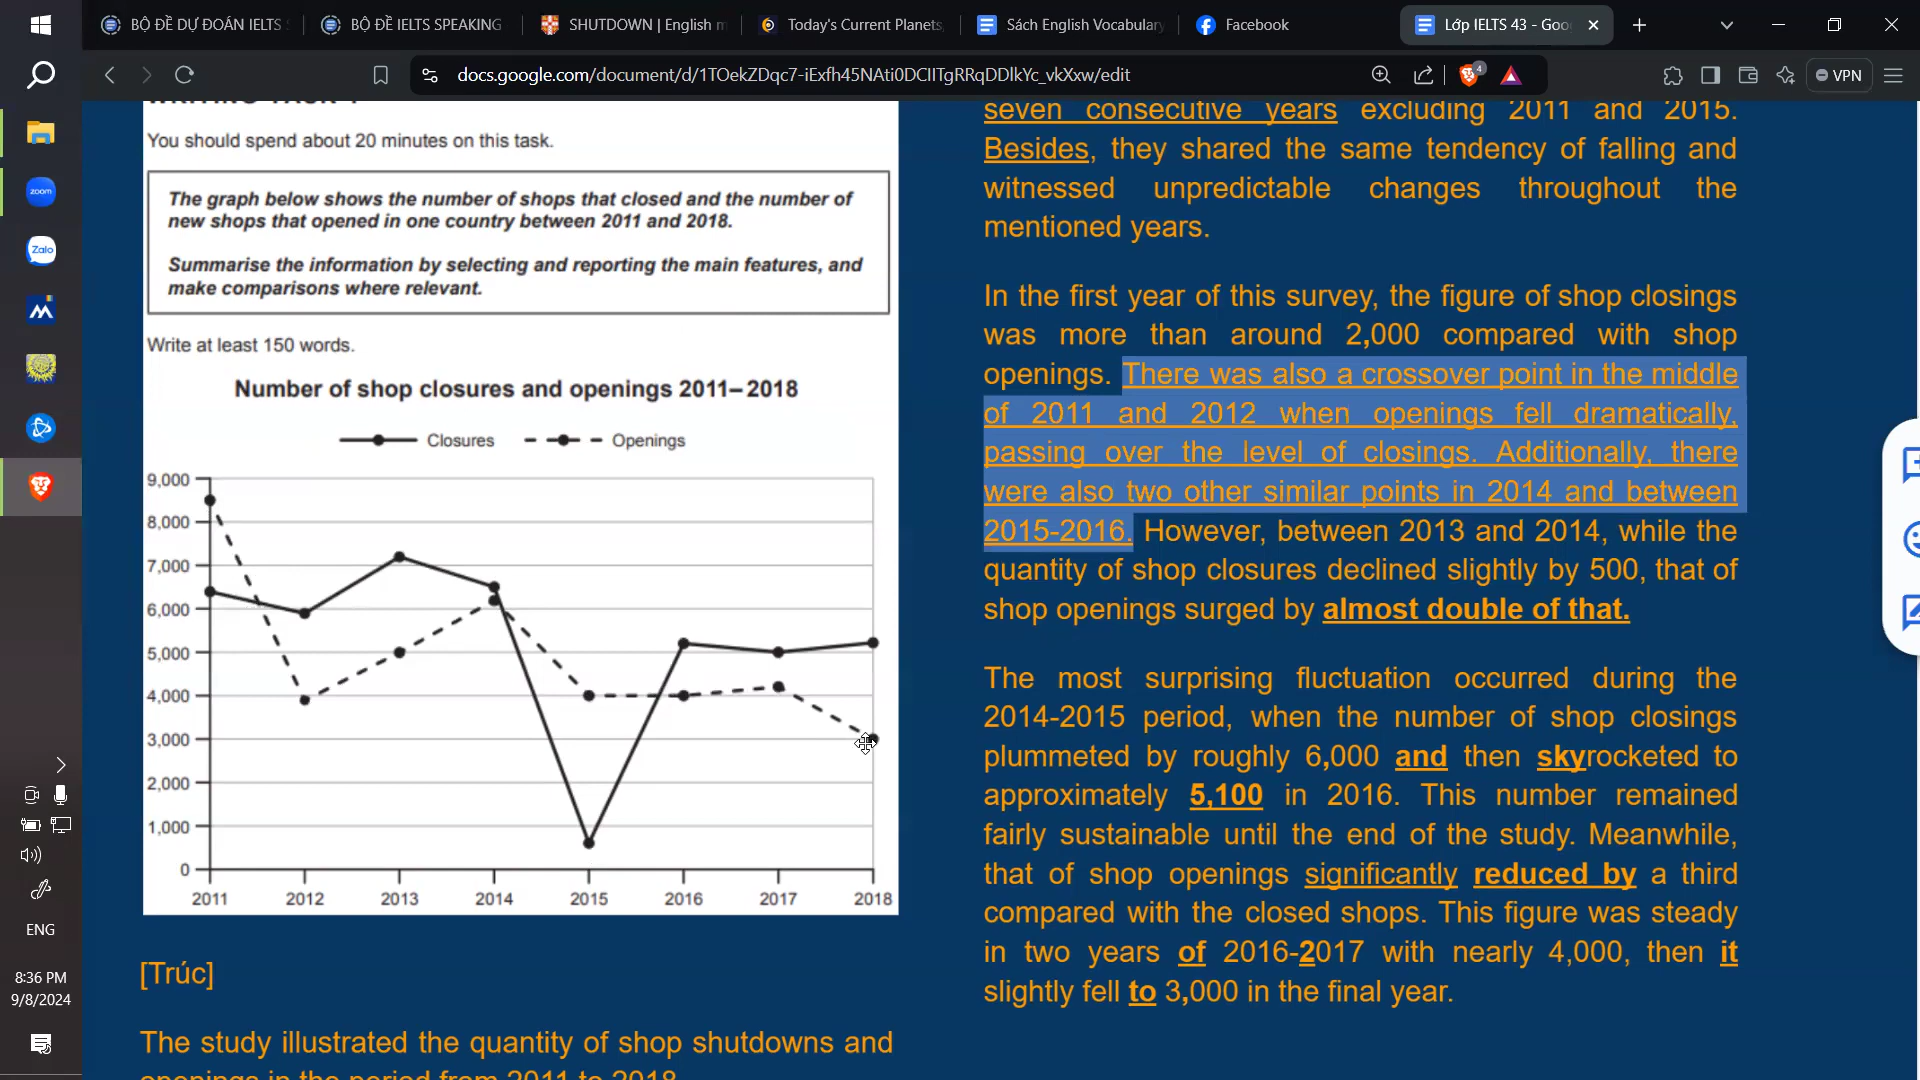 BỘ ĐỀ DỰ ĐOÁN IELTS S
BỘ ĐỀ IELTS SPEAKING
SHUTDOWN | English m
Today's Current Planets,
Sách English Vocabulary
Facebook
Lớp IELTS 43 - Goo
docs.google.com/document/d/1TOekZDqc7-iExfh45NAti0DCIITgRRqDDlkYc_vkXxw/edit
4
VPN
zoom
Zalo
ENG
8:36 PM
9/8/2024
WRITING TASK 1
You should spend about 20 minutes on this task.
The graph below shows the number of shops that closed and the number of
new shops that opened in one country between 2011 and 2018.
Summarise the information by selecting and reporting the main features, and
make comparisons where relevant.
Write at least 150 words.
Number of shop closures and openings 2011–2018
Closures
Openings
9,000
8,000
7,000
6,000
5,000
4,000
3,000
2,000
1,000
0
2011 2012 2013 2014 2015 2016 2017 2018
[Trúc]
The study illustrated the quantity of shop shutdowns and
openings in the period from 2011 to 2018.
seven consecutive years excluding 2011 and 2015.
Besides, they shared the same tendency of falling and
witnessed unpredictable changes throughout the
mentioned years.
In the first year of this survey, the figure of shop closings
was more than around 2,000 compared with shop
openings. There was also a crossover point in the middle
of 2011 and 2012 when openings fell dramatically,
passing over the level of closings. Additionally, there
were also two other similar points in 2014 and between
2015-2016. However, between 2013 and 2014, while the
quantity of shop closures declined slightly by 500, that of
shop openings surged by almost double of that.
The most surprising fluctuation occurred during the
2014-2015 period, when the number of shop closings
plummeted by roughly 6,000 and then skyrocketed to
approximately 5,100 in 2016. This number remained
fairly sustainable until the end of the study. Meanwhile,
that of shop openings significantly reduced by a third
compared with the closed shops. This figure was steady
in two years of 2016-2017 with nearly 4,000, then it
slightly fell to 3,000 in the final year.